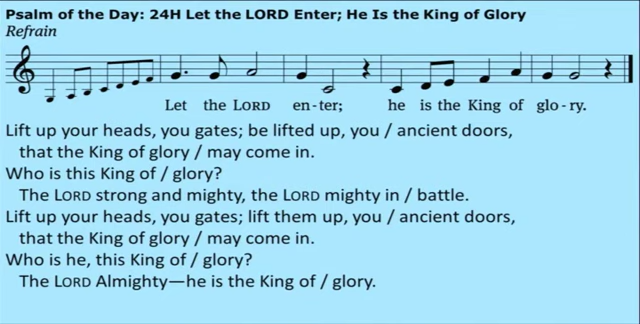 Psalm of the Day: 24H Let the LORD Enter; He Is the King of Glory
Refrain
Let the LORD en-ter; he is the King of glo-ry.
Lift up your heads, you gates; be lifted up, you / ancient doors,
that the King of glory / may come in.
Who is this King of / glory?
The LORD strong and mighty, the LORD mighty in / battle.
Lift up your heads, you gates; lift them up, you / ancient doors,
that the King of glory / may come in.
Who is he, this King of / glory?
The LORD Almighty—he is the King of / glory.